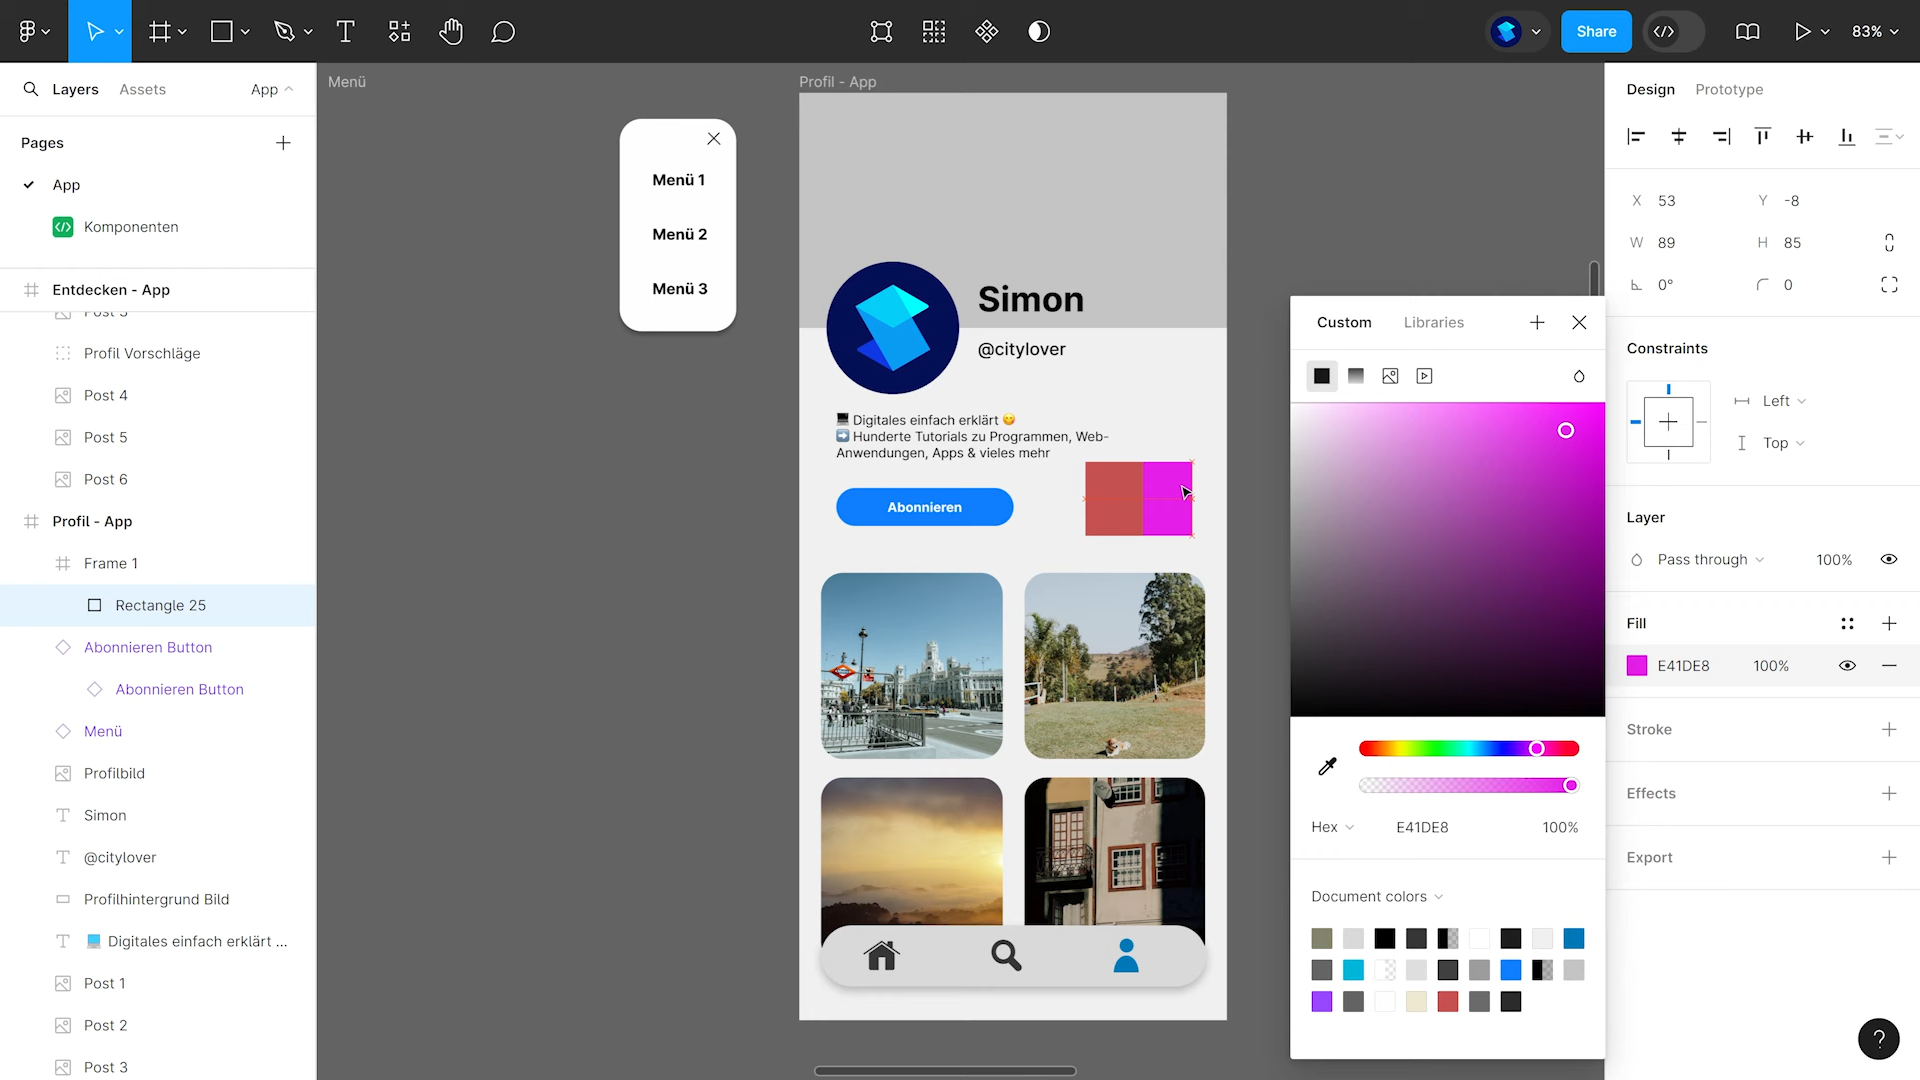 Share
83%
Layers
Assets
App
Pages
App
Komponenten
Entdecken - App
Post 3
Profil Vorschläge
Post 4
Post 5
Post 6
Profil - App
Frame 1
Rectangle 25
Abonnieren Button
Abonnieren Button
Menü
Profilbild
Simon
@citylover
Profilhintergrund Bild
Digitales einfach erklärt ...
Post 1
Post 2
Post 3
Menü
Menü 1
Menü 2
Menü 3
Profil - App
Simon
@citylover
Digitales einfach erklärt
Hunderte Tutorials zu Programmen, Web-
Anwendungen, Apps & vieles mehr
Abonnieren
Custom
Libraries
Hex
E41DE8
100%
Document colors
Design
Prototype
X 53
Y -8
W 89
H 85
0°
0
Constraints
Left
Top
Layer
Pass through
100%
Fill
E41DE8
100%
Stroke
Effects
Export
?